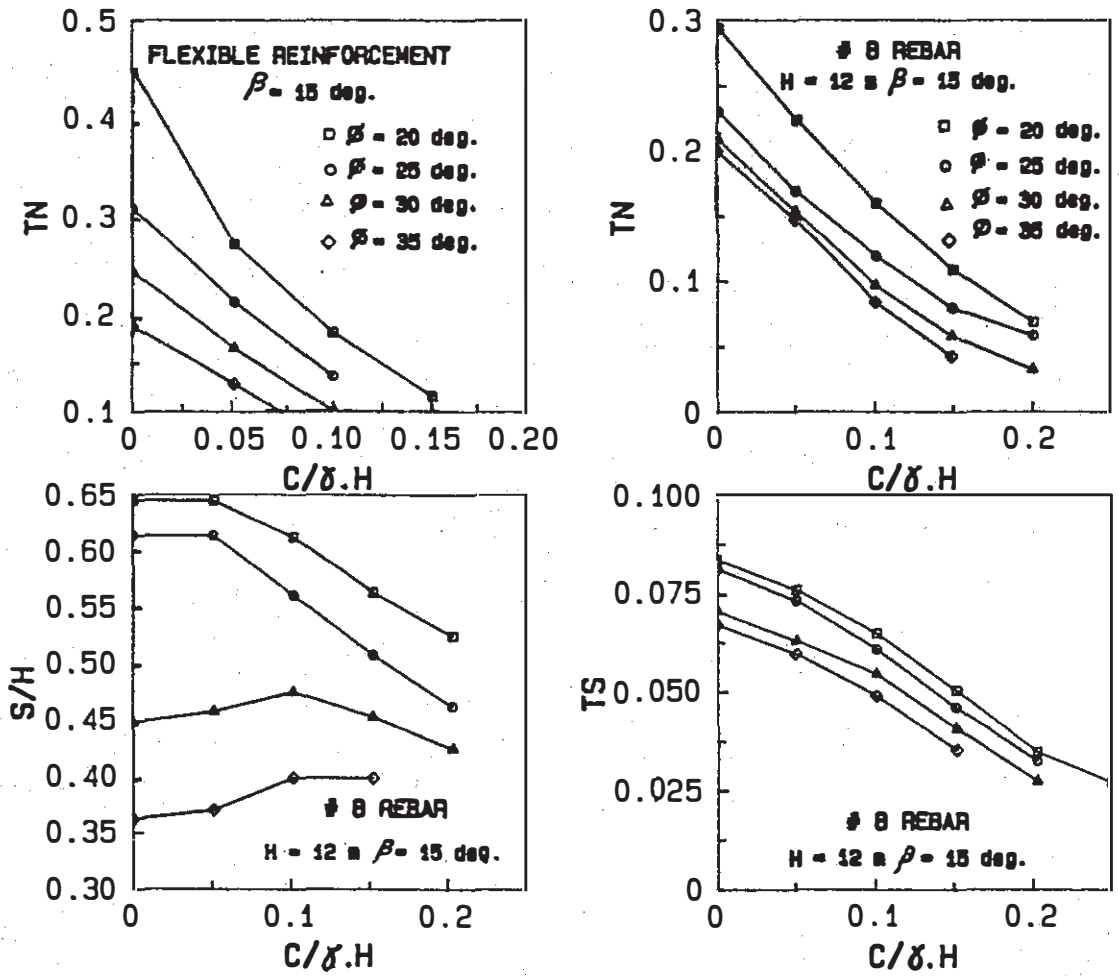 0.5
0.4
0.3
0.2
0.1
TN
FLEXIBLE REINFORCEMENT
β = 15 deg.
Ø = 20 deg.
Ø = 25 deg.
Ø = 30 deg.
Ø = 35 deg.
0 0.05 0.10 0.15 0.20
C/γ.H
0.3
0.2
0.1
0
TN
# 8 REBAR
H = 12 m β = 15 deg.
Ø = 20 deg.
Ø = 25 deg.
Ø = 30 deg.
Ø = 35 deg.
0 0.1 0.2
C/γ.H
0.65
0.60
0.55
0.50
0.45
0.40
0.35
0.30
S/H
# 8 REBAR
H = 12 m β = 15 deg.
0 0.1 0.2
C/γ.H
0.100
0.075
0.050
0.025
0
TS
# 8 REBAR
H = 12 m β = 15 deg.
0 0.1 0.2
C/γ.H